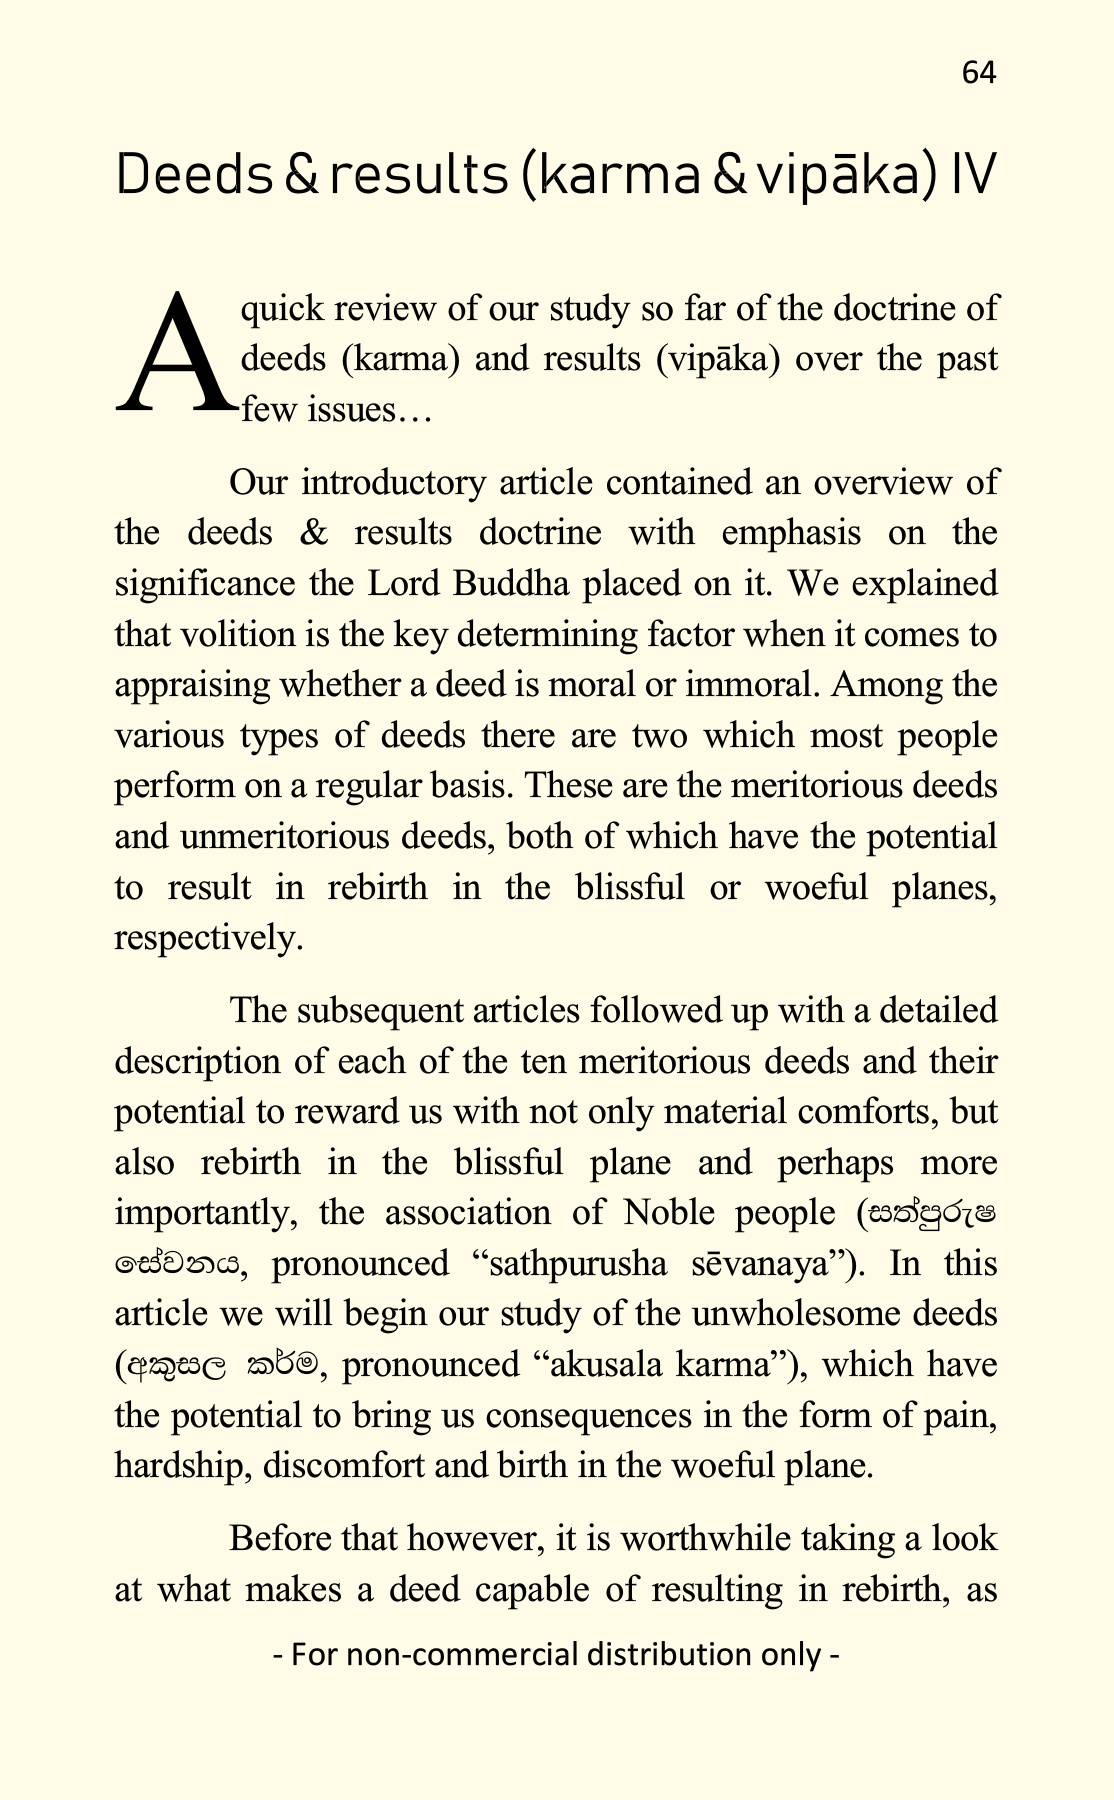 64
Deeds & results (karma & vipāka) IV
A quick review of our study so far of the doctrine of
deeds (karma) and results (vipāka) over the past
few issues…
Our introductory article contained an overview of
the deeds & results doctrine with emphasis on the
significance the Lord Buddha placed on it. We explained
that volition is the key determining factor when it comes to
appraising whether a deed is moral or immoral. Among the
various types of deeds there are two which most people
perform on a regular basis. These are the meritorious deeds
and unmeritorious deeds, both of which have the potential
to result in rebirth in the blissful or woeful planes,
respectively.
The subsequent articles followed up with a detailed
description of each of the ten meritorious deeds and their
potential to reward us with not only material comforts, but
also rebirth in the blissful plane and perhaps more
importantly, the association of Noble people (සත්පුරුෂ
සේවනය, pronounced “sathpurusha sēvanaya”). In this
article we will begin our study of the unwholesome deeds
(අකුසල කර්ම, pronounced “akusala karma”), which have
the potential to bring us consequences in the form of pain,
hardship, discomfort and birth in the woeful plane.
Before that however, it is worthwhile taking a look
at what makes a deed capable of resulting in rebirth, as
- For non-commercial distribution only -